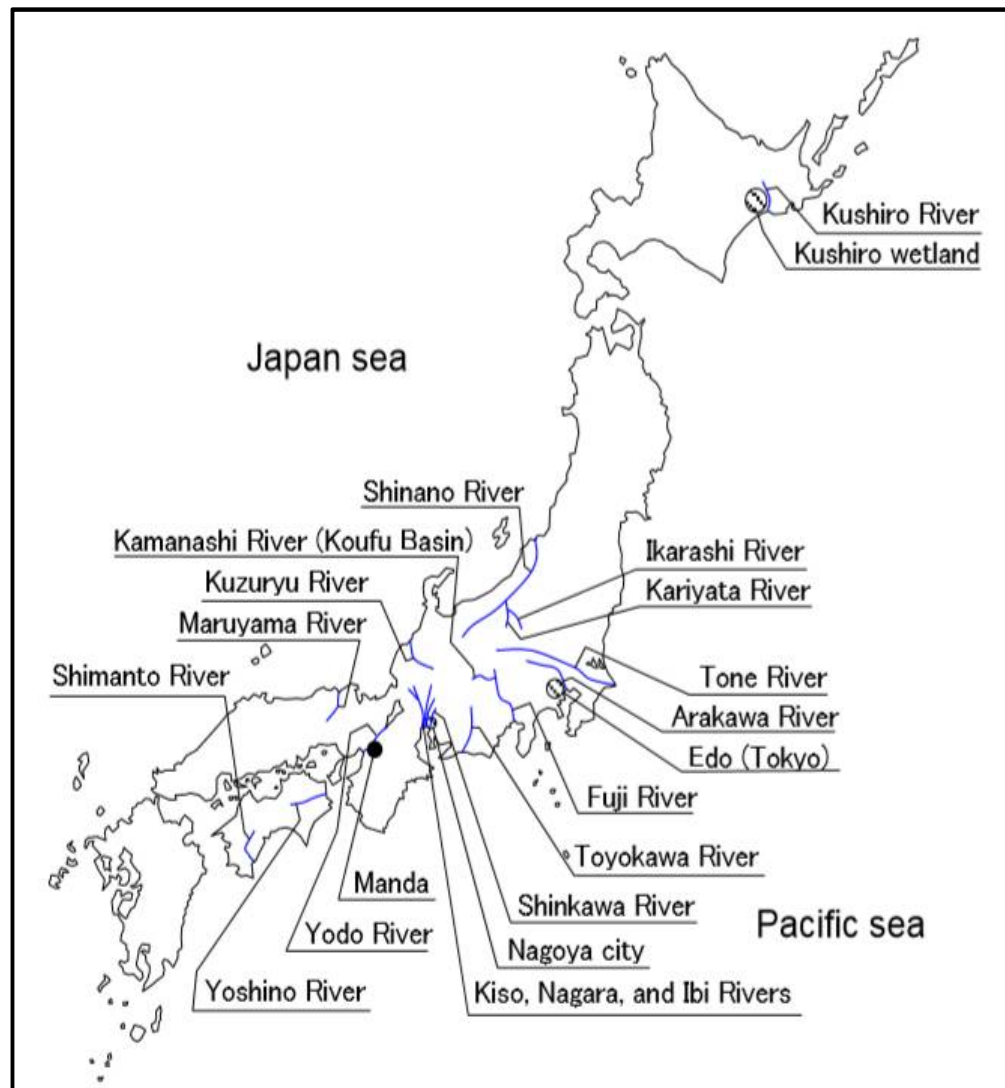 Kushiro River
Kushiro wetland
Japan sea
Shinano River
Kamanashi River (Koufu Basin)
Ikarashi River
Kuzuryu River
Kariyata River
Maruyama River
Shimanto River
Tone River
Arakawa River
Edo (Tokyo)
Fuji River
Toyokawa River
Manda
Shinkawa River
Pacific sea
Yodo River
Nagoya city
Yoshino River
Kiso, Nagara, and Ibi Rivers